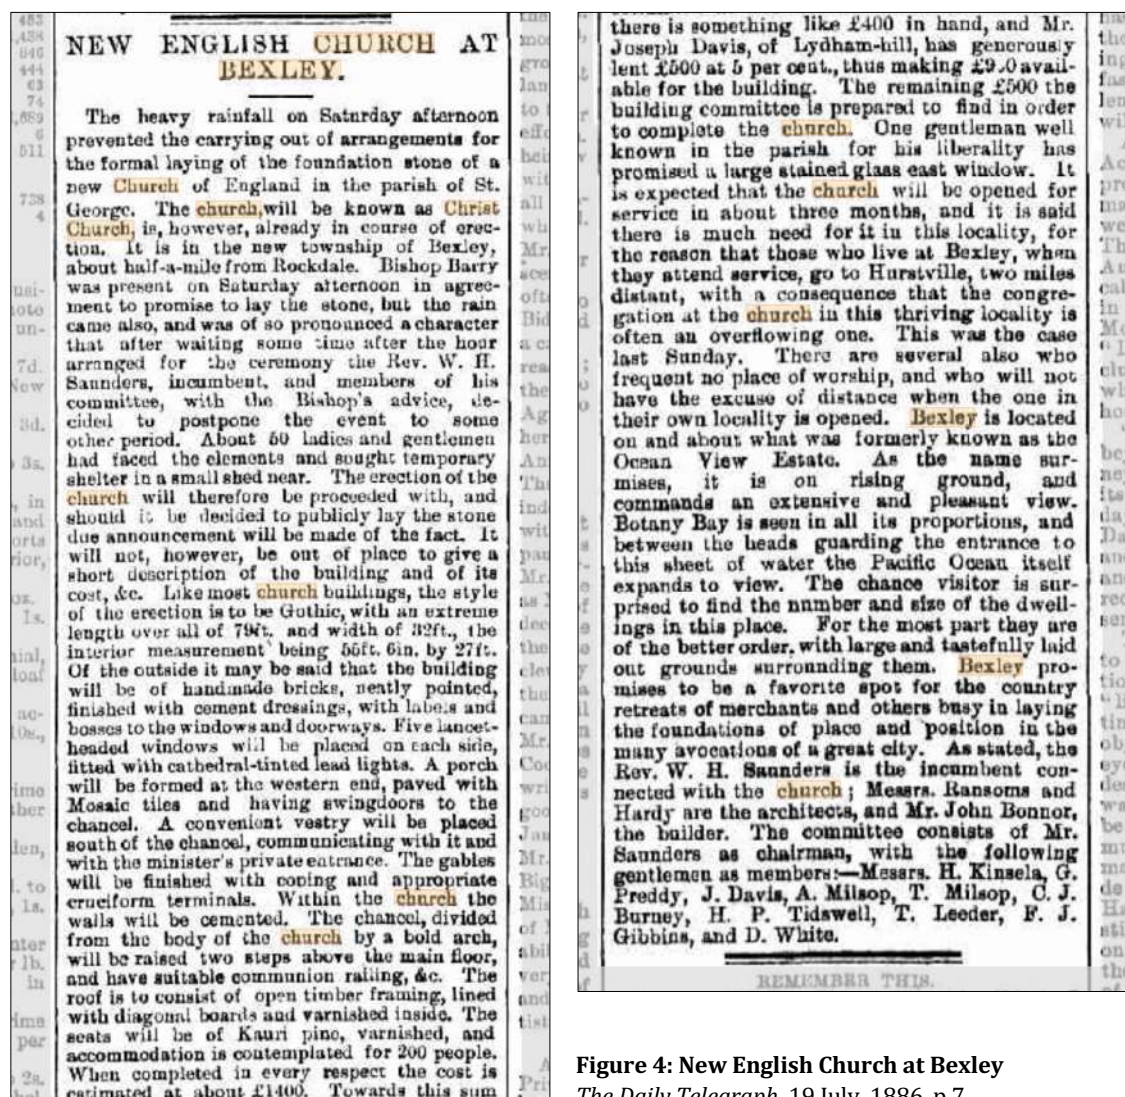 NEW ENGLISH CHURCH AT
BEXLEY.
The heavy rainfall on Saturday afternoon
prevented the carrying out of arrangements for
the formal laying of the foundation stone of a
new Church of England in the parish of St.
George. The church, will be known as Christ
Church, is, however, already in course of erec-
tion. It is in the new township of Bexley,
about half-a-mile from Rockdale. Bishop Barry
was present on Saturday afternoon in agree-
ment to promise to lay the stone, but the rain
came also, and was of so pronounced a character
that after waiting some time after the hour
arranged for the ceremony the Rev. W. H.
Saunders, incumbent, and members of his
committee, with the Bishop's advice, de-
cided to postpone the event to some
other period. About 50 ladies and gentlemen
had faced the elements and sought temporary
shelter in a small shed near. The erection of the
church will therefore be proceeded with, and
should it be decided to publicly lay the stone
due announcement will be made of the fact. It
will not, however, be out of place to give a
short description of the building and of its
cost, &c. Like most church buildings, the style
of the erection is to be Gothic, with an extreme
length over all of 79ft. and width of 32ft., the
interior measurement being 55ft. 6in. by 27ft.
Of the outside it may be said that the building
will be of handmade bricks, neatly pointed,
finished with cement dressings, with labels and
bosses to the windows and doorways. Five lancet-
headed windows will be placed on each side,
fitted with cathedral-tinted lead lights. A porch
will be formed at the western end, paved with
Mosaic tiles and having swingdoors to the
chancel. A convenient vestry will be placed
south of the chancel, communicating with it and
with the minister's private entrance. The gables
will be finished with coping and appropriate
cruciform terminals. Within the church the
walls will be cemented. The chancel, divided
from the body of the church by a bold arch,
will be raised two steps above the main floor,
and have suitable communion railing, &c. The
roof is to consist of open timber framing, lined
with diagonal boards and varnished inside. The
seats will be of Kauri pine, varnished, and
accommodation is contemplated for 200 people.
When completed in every respect the cost is
estimated at about £1400. Towards this sum
there is something like £400 in hand, and Mr.
Joseph Davis, of Lydham-hill, has generously
lent £500 at 5 per cent., thus making £9.0 avail-
able for the building. The remaining £500 the
building committee is prepared to find in order
to complete the church. One gentleman well
known in the parish for his liberality has
promised a large stained glass east window. It
is expected that the church will be opened for
service in about three months, and it is said
there is much need for it in this locality, for
the reason that those who live at Bexley, when
they attend service, go to Hurstville, two miles
distant, with a consequence that the congre-
gation at the church in this thriving locality is
often an overflowing one. This was the case
last Sunday. There are several also who
frequent no place of worship, and who will not
have the excuse of distance when the one in
their own locality is opened. Bexley is located
on and about what was formerly known as the
Ocean View Estate. As the name sur-
mises, it is on rising ground, and
commands an extensive and pleasant view.
Botany Bay is seen in all its proportions, and
between the heads guarding the entrance to
this sheet of water the Pacific Ocean itself
expands to view. The chance visitor is sur-
prised to find the number and size of the dwell-
ings in this place. For the most part they are
of the better order, with large and tastefully laid
out grounds surrounding them. Bexley pro-
mises to be a favorite spot for the country
retreats of merchants and others busy in laying
the foundations of place and position in the
many avocations of a great city. As stated, the
Rev. W. H. Saunders is the incumbent con-
nected with the church; Messrs. Ransoms and
Hardy are the architects, and Mr. John Bonnor,
the builder. The committee consists of Mr.
Saunders as chairman, with the following
gentlemen as members:—Messrs. H. Kinsela, G.
Preddy, J. Davis, A. Milsop, T. Milsop, C. J.
Burney, H. P. Tidswell, T. Leeder, F. J.
Gibbins, and D. White.
REMEMBER THIS.
Figure 4: New English Church at Bexley
The Daily Telegraph, 19 July, 1886, p.7